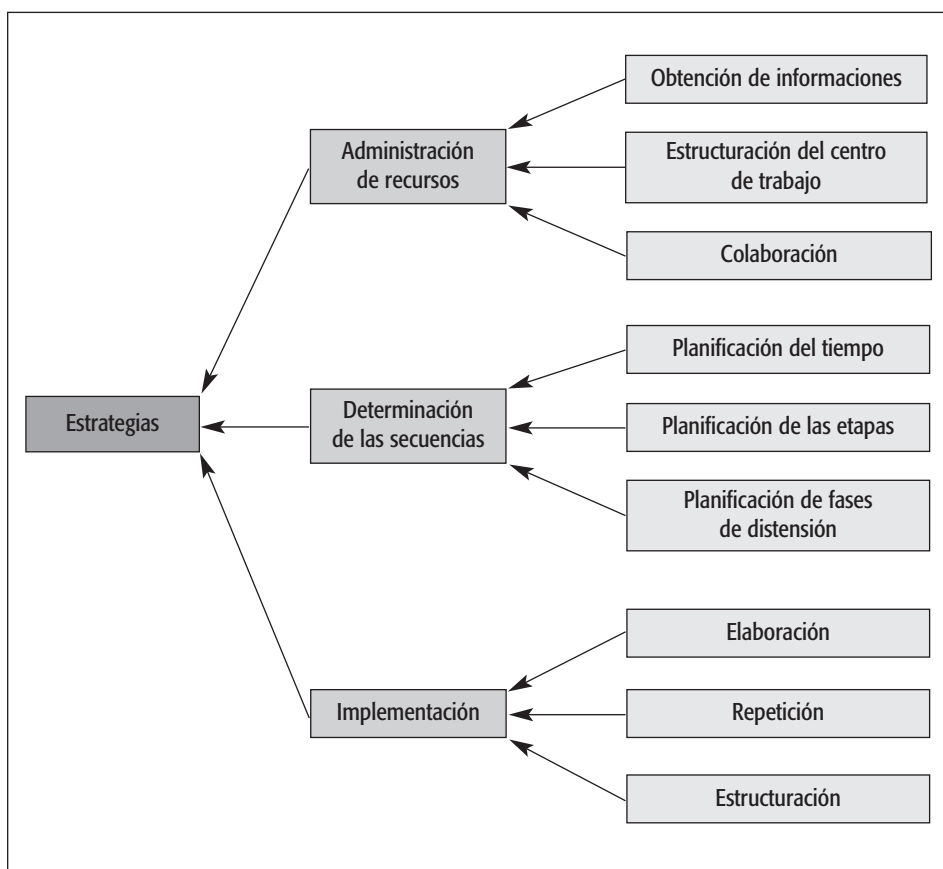 Obtención de informaciones
Administración
de recursos
Estructuración del centro
de trabajo
Colaboración
Planificación del tiempo
Estrategias
Determinación
de las secuencias
Planificación de las etapas
Planificación de fases
de distensión
Elaboración
Implementación
Repetición
Estructuración